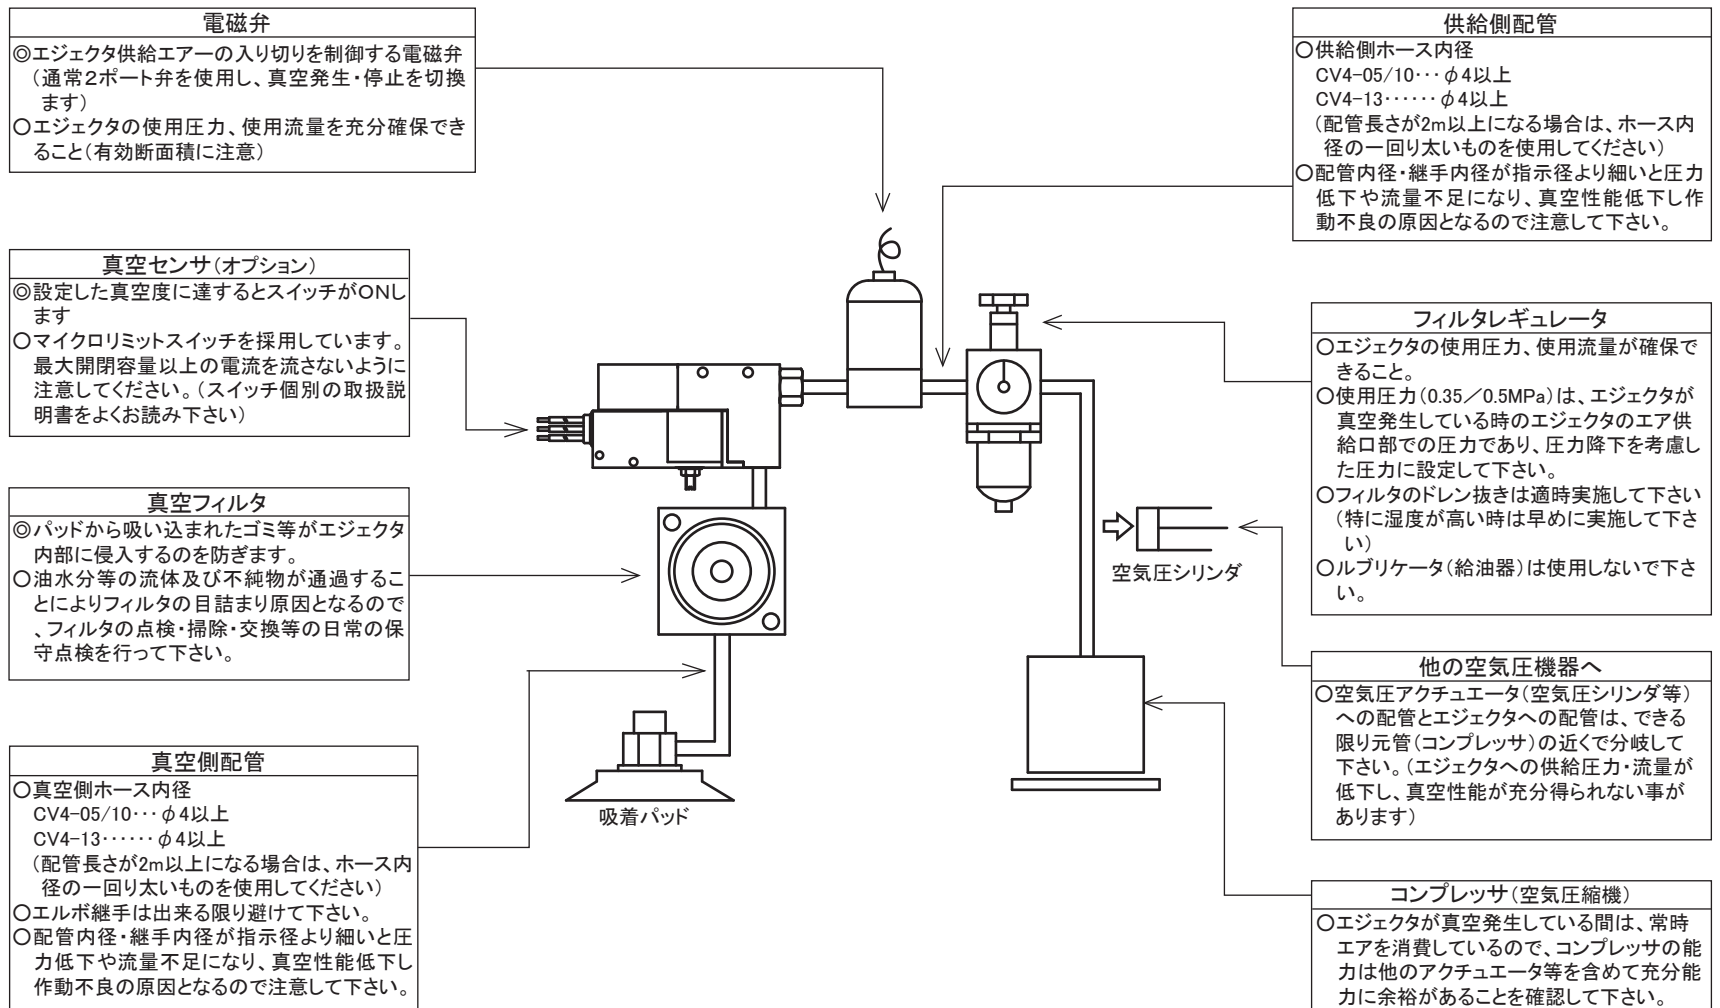 電磁弁
◎エジェクタ供給エアーの入り切りを制御する電磁弁
(通常2ポート弁を使用し、真空発生・停止を切換
ます)
○エジェクタの使用圧力、使用流量を充分確保でき
ること(有効断面積に注意)
真空センサ(オプション)
◎設定した真空度に達するとスイッチがONし
ます
○マイクロリミットスイッチを採用しています。
最大開閉容量以上の電流を流さないように
注意してください。(スイッチ個別の取扱説
明書をよくお読み下さい)
真空フィルタ
◎パッドから吸い込まれたゴミ等がエジェクタ
内部に侵入するのを防ぎます。
○油水分等の流体及び不純物が通過するこ
とによりフィルタの目詰まり原因となるので
、フィルタの点検・掃除・交換等の日常の保
守点検を行って下さい。
真空側配管
○真空側ホース内径
CV4-05/10･･･φ4以上
CV4-13･･････φ4以上
(配管長さが2m以上になる場合は、ホース内
径の一回り太いものを使用してください)
○エルボ継手は出来る限り避けて下さい。
○配管内径・継手内径が指示径より細いと圧
力低下や流量不足になり、真空性能低下し
作動不良の原因となるので注意して下さい。
吸着パッド
空気圧シリンダ
供給側配管
○供給側ホース内径
CV4-05/10･･･φ4以上
CV4-13･･････φ4以上
(配管長さが2m以上になる場合は、ホース内
径の一回り太いものを使用してください)
○配管内径・継手内径が指示径より細いと圧力
低下や流量不足になり、真空性能低下し作
動不良の原因となるので注意して下さい。
フィルタレギュレータ
○エジェクタの使用圧力、使用流量が確保で
きること。
○使用圧力(0.35/0.5MPa)は、エジェクタが
真空発生している時のエジェクタのエア供
給口部での圧力であり、圧力降下を考慮し
た圧力に設定して下さい。
○フィルタのドレン抜きは適時実施して下さい
(特に湿度が高い時は早めに実施して下さ
い)
○ルブリケータ(給油器)は使用しないで下さ
い。
他の空気圧機器へ
○空気圧アクチュエータ(空気圧シリンダ等)
への配管とエジェクタへの配管は、できる
限り元管(コンプレッサ)の近くで分岐して
下さい。(エジェクタへの供給圧力・流量が
低下し、真空性能が充分得られない事が
あります)
コンプレッサ(空気圧縮機)
○エジェクタが真空発生している間は、常時
エアを消費しているので、コンプレッサの能
力は他のアクチュエータ等を含めて充分能
力に余裕があることを確認して下さい。